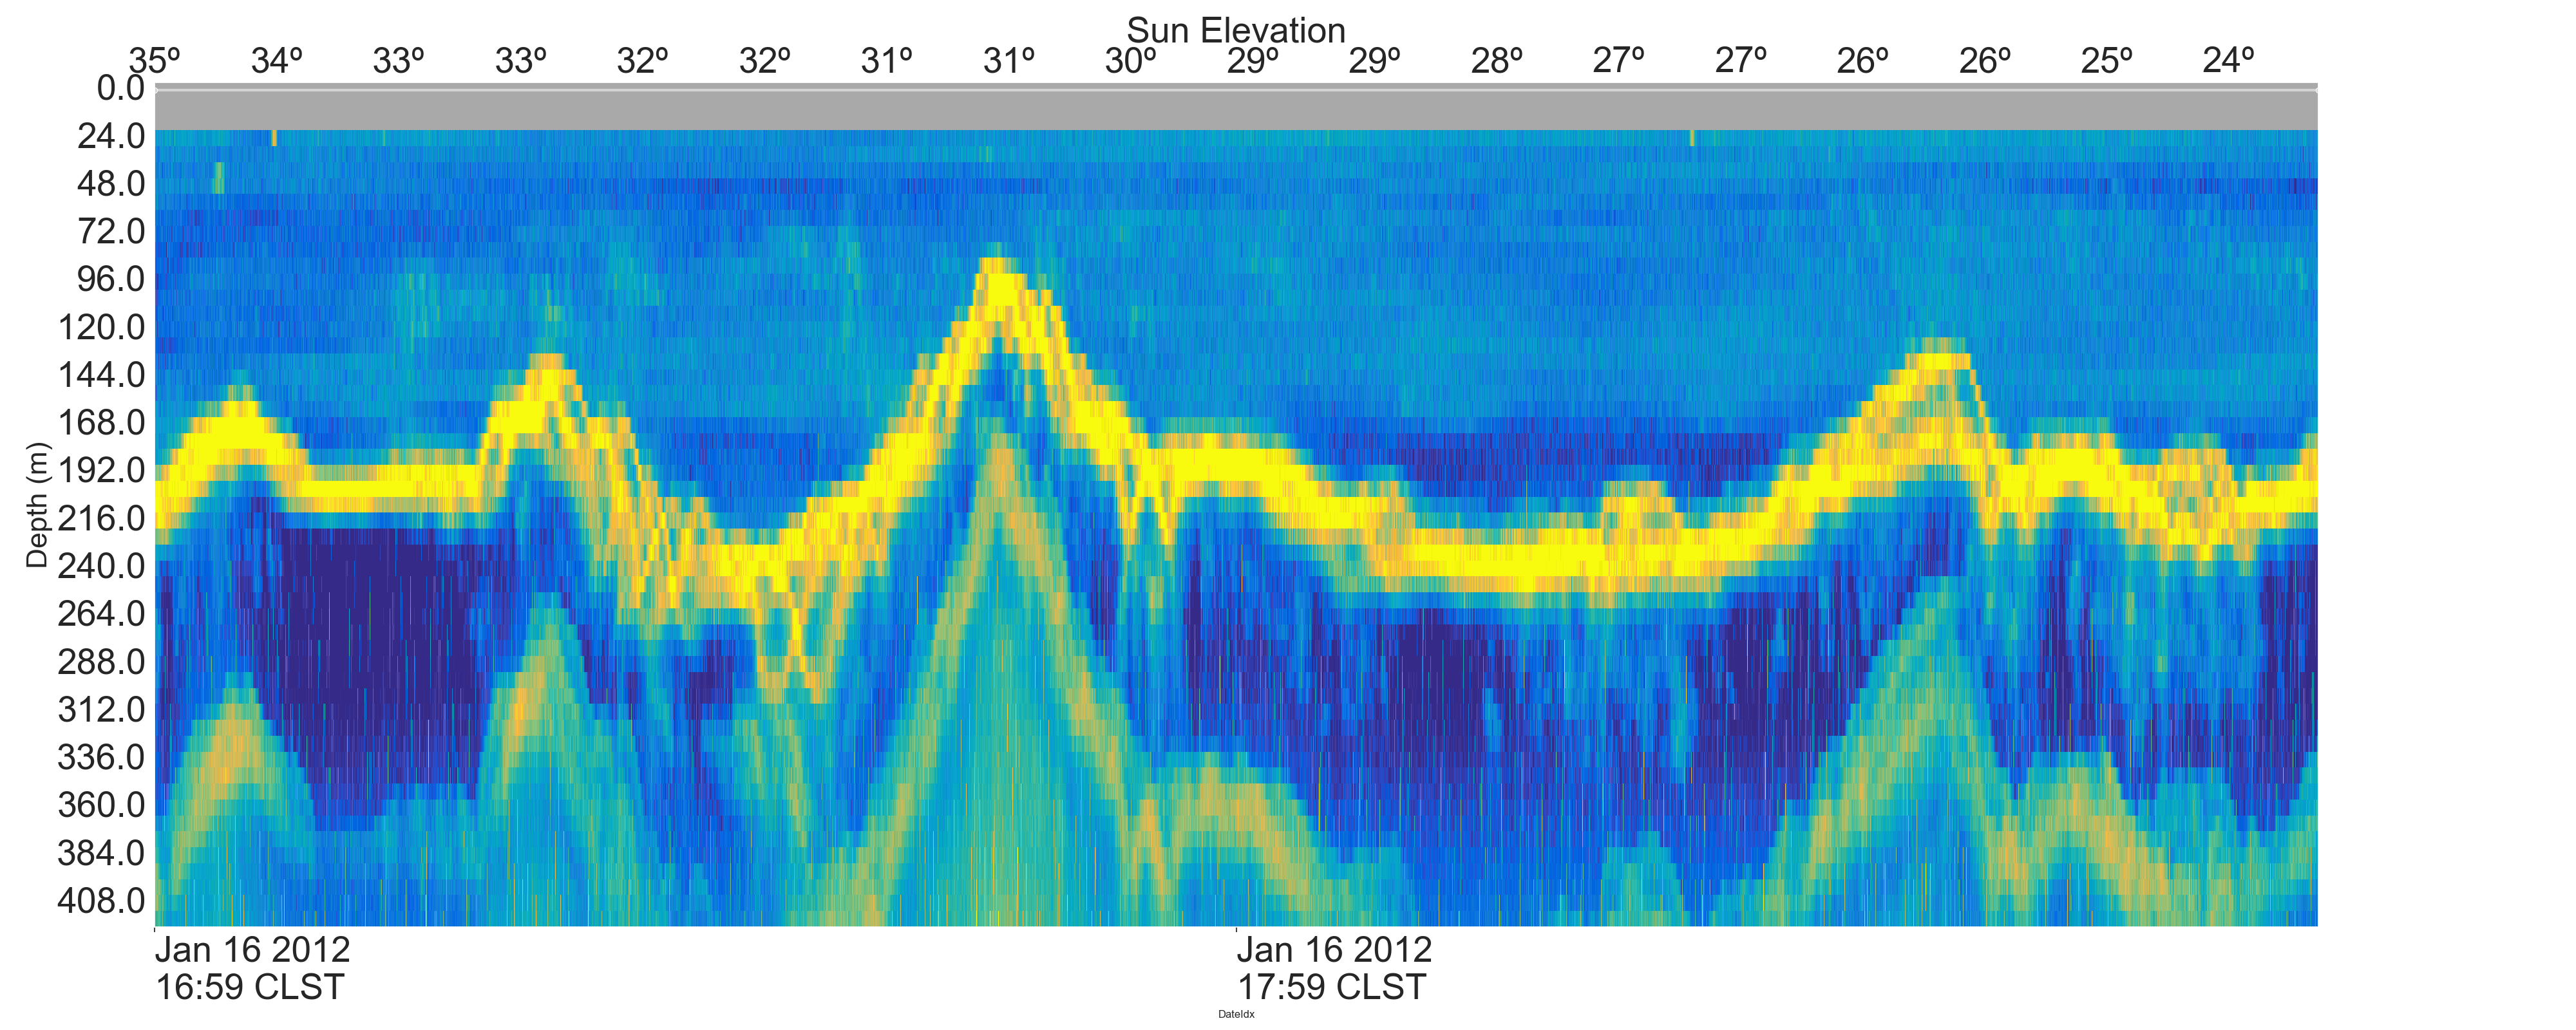 Sun Elevation
35º 34º 33º 33º 32º 32º 31º 31º 30º 29º 29º 28º 27º 27º 26º 26º 25º 24º
0.0
24.0
48.0
72.0
96.0
120.0
144.0
168.0
192.0
216.0
240.0
264.0
288.0
312.0
336.0
360.0
384.0
408.0
Depth (m)
Jan 16 2012
16:59 CLST
Jan 16 2012
17:59 CLST
DateIdx